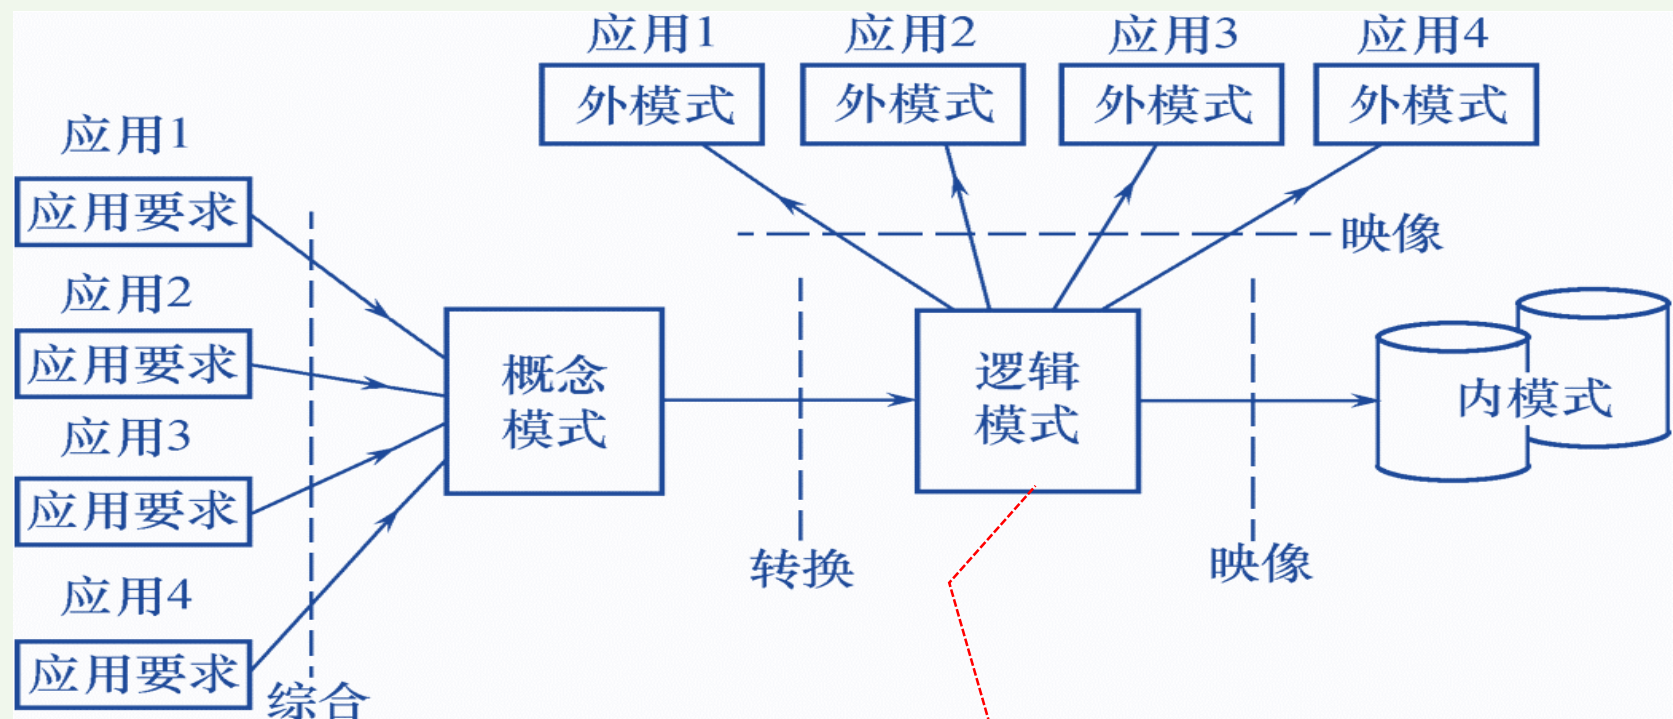 应用1
应用2
应用3
应用4
外模式
外模式
外模式
外模式
应用1
应用要求
应用2
应用要求
应用3
应用要求
应用4
应用要求
综合
概念
模式
转换
逻辑
模式
映像
映像
内模式